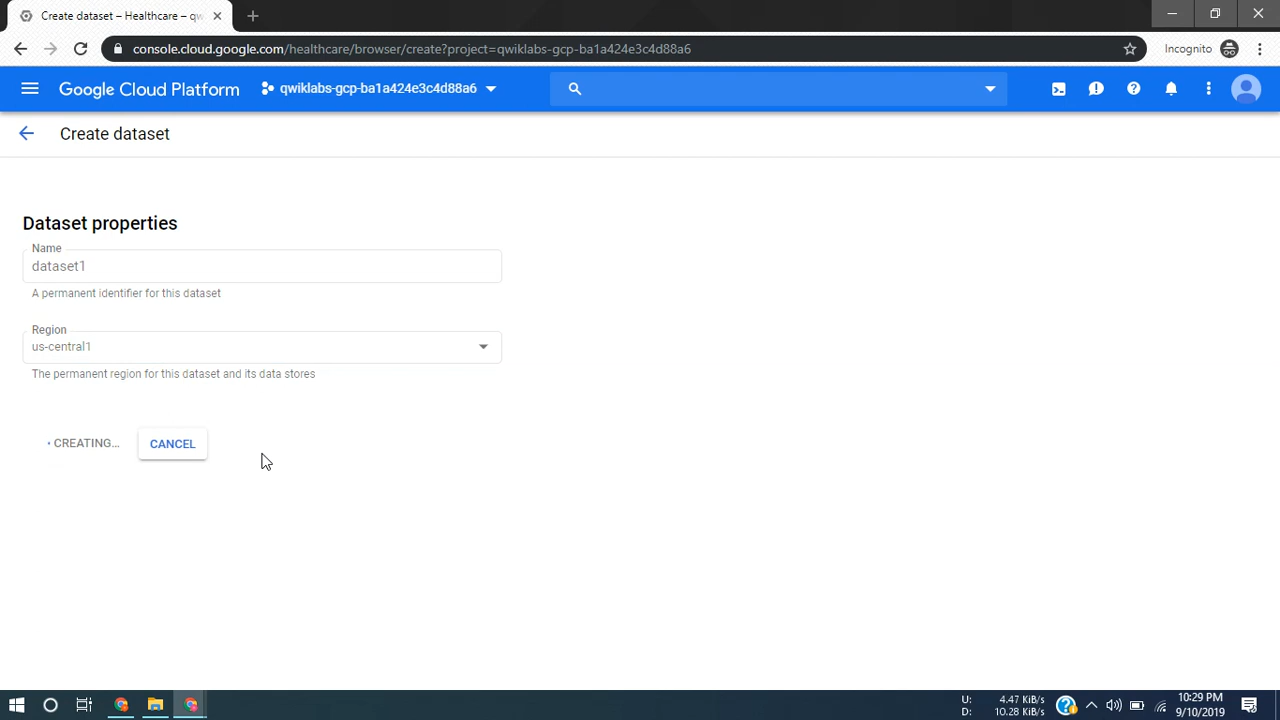 Create dataset – Healthcare – qw
console.cloud.google.com/healthcare/browser/create?project=qwiklabs-gcp-ba1a424e3c4d88a6
Incognito
Google Cloud Platform
qwiklabs-gcp-ba1a424e3c4d88a6
Create dataset
Dataset properties
Name
dataset1
A permanent identifier for this dataset
Region
us-central1
The permanent region for this dataset and its data stores
CREATING...
CANCEL
U: 4.47 KiB/s
D: 10.28 KiB/s
10:29 PM
9/10/2019